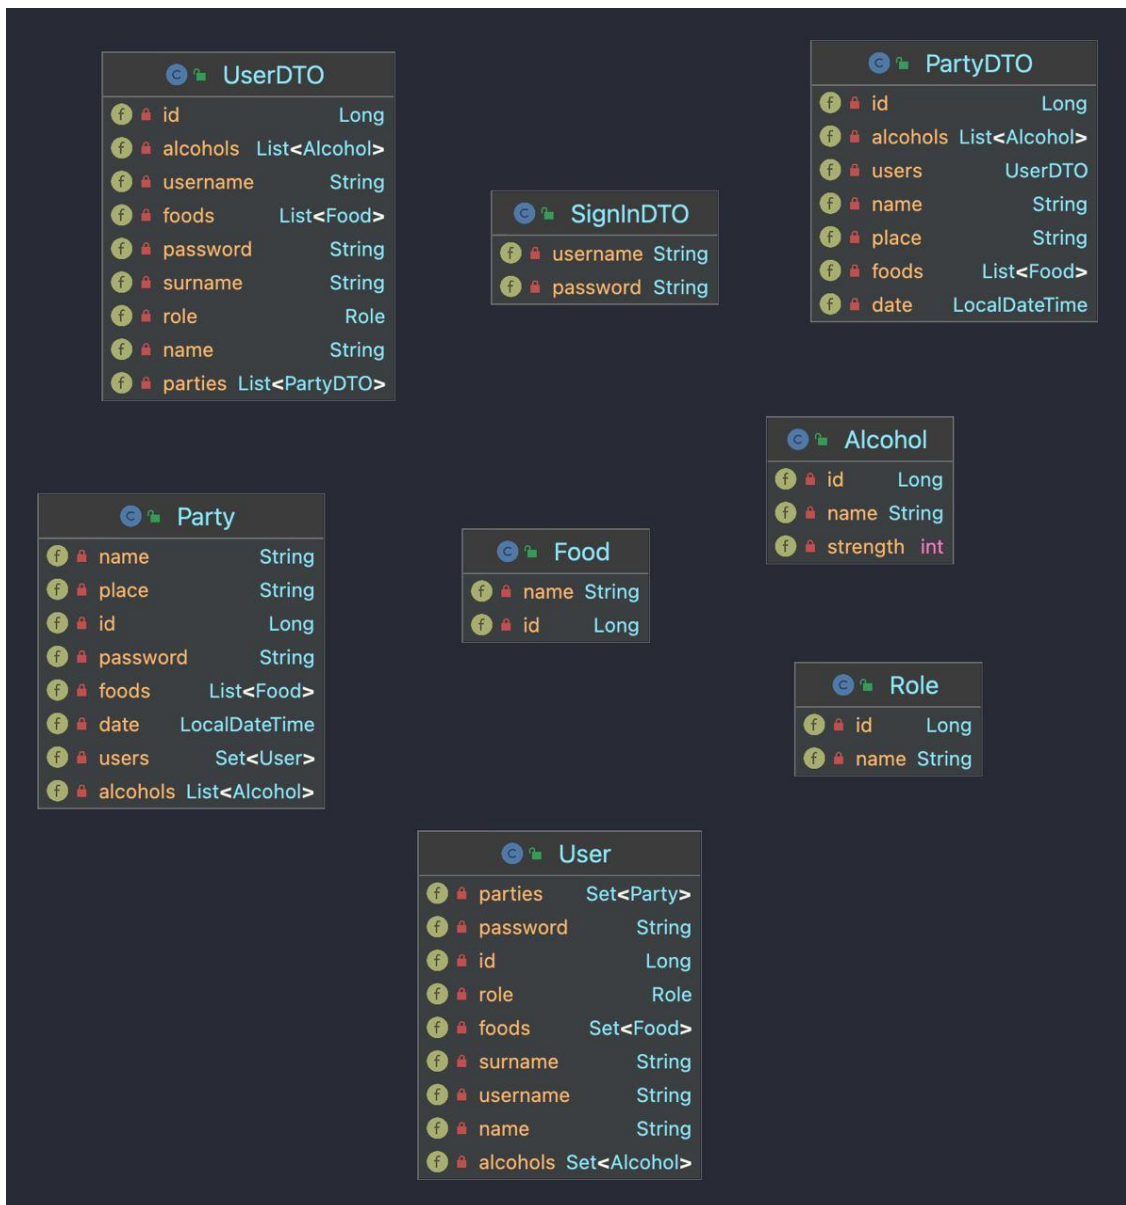 UserDTO
id Long
alcohols List<Alcohol>
username String
foods List<Food>
password String
surname String
role Role
name String
parties List<PartyDTO>
PartyDTO
id Long
alcohols List<Alcohol>
users UserDTO
name String
place String
foods List<Food>
date LocalDateTime
SignInDTO
username String
password String
Alcohol
id Long
name String
strength int
Party
name String
place String
id Long
password String
foods List<Food>
date LocalDateTime
users Set<User>
alcohols List<Alcohol>
Food
name String
id Long
Role
id Long
name String
User
parties Set<Party>
password String
id Long
role Role
foods Set<Food>
surname String
username String
name String
alcohols Set<Alcohol>